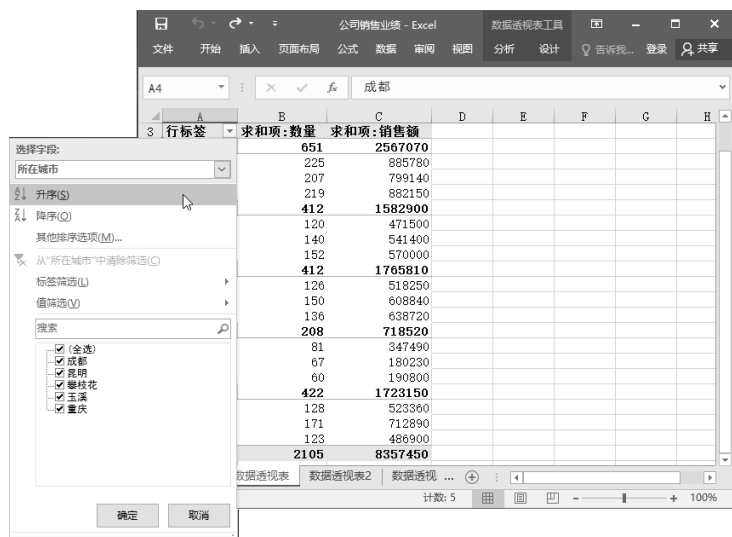 公司销售业绩 - Excel 数据透视表工具
文件 开始 插入 页面布局 公式 数据 审阅 视图 分析 设计 告诉我... 登录 共享
A4 fx 成都
A B C D E F G H
3 行标签 求和项:数量 求和项:销售额
651 2567070
225 885780
207 799140
219 882150
412 1582900
120 471500
140 541400
152 570000
412 1765810
126 518250
150 608840
136 638720
208 718520
81 347490
67 180230
60 190800
422 1723150
128 523360
171 712890
123 486900
2105 8357450
数据透视表 数据透视表2 数据透视 ...
计数: 5 100%
选择字段:
所在城市
升序(S)
降序(O)
其他排序选项(M)...
从"所在城市"中清除筛选(C)
标签筛选(L)
值筛选(V)
搜索
(全选)
成都
昆明
攀枝花
玉溪
重庆
确定 取消